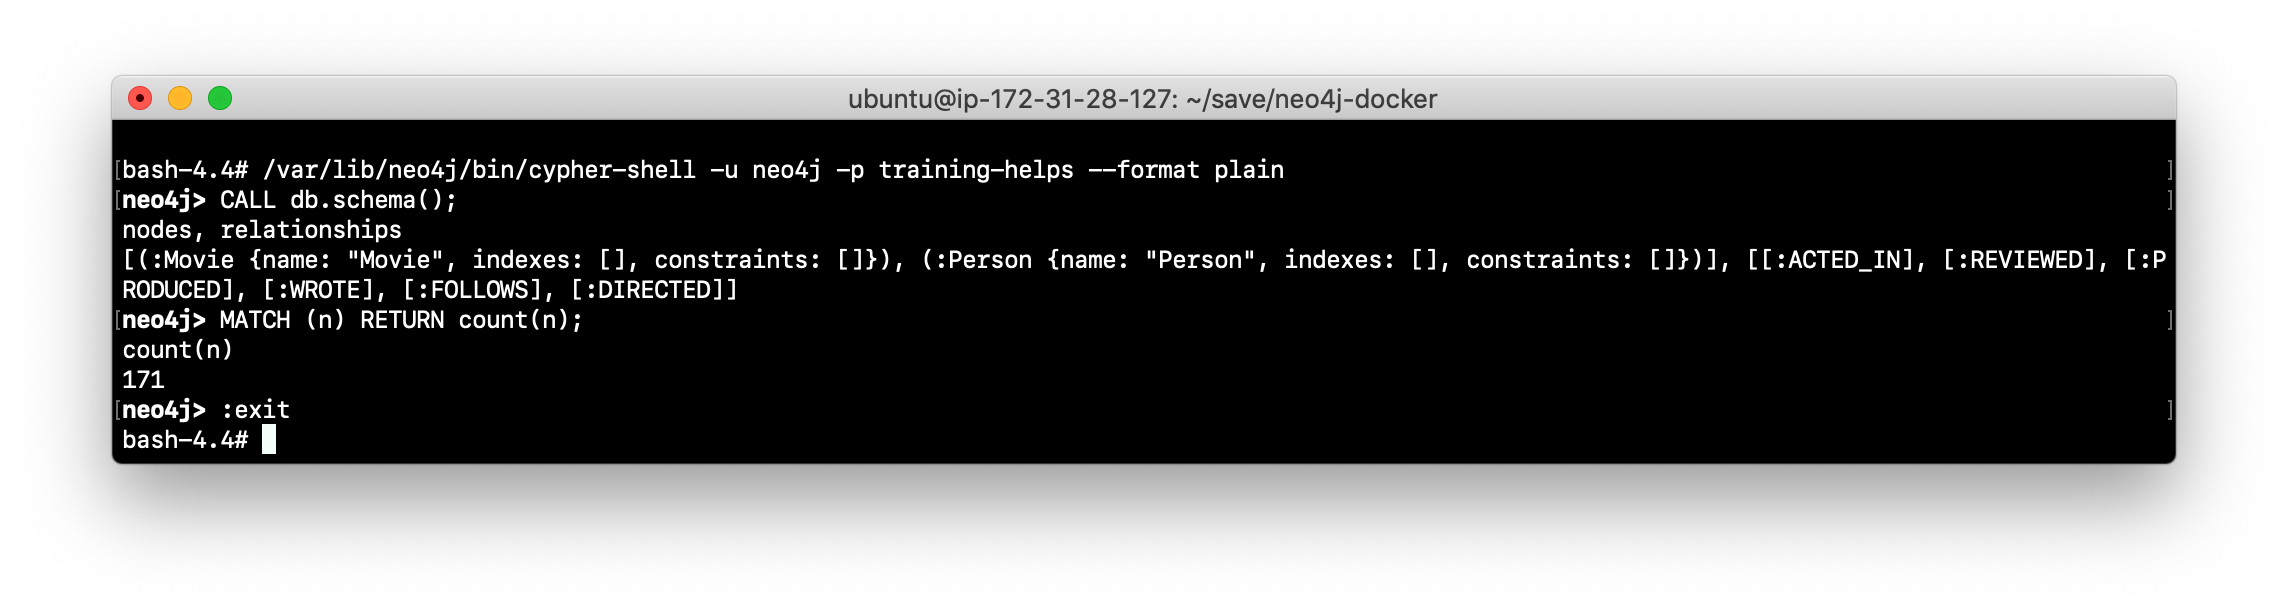 ubuntu@ip-172-31-28-127: ~/save/neo4j-docker
[bash-4.4# /var/lib/neo4j/bin/cypher-shell -u neo4j -p training-helps --format plain ]
[neo4j> CALL db.schema(); ]
nodes, relationships
[(:Movie {name: "Movie", indexes: [], constraints: []}), (:Person {name: "Person", indexes: [], constraints: []})], [[:ACTED_IN], [:REVIEWED], [:P
RODUCED], [:WROTE], [:FOLLOWS], [:DIRECTED]]
[neo4j> MATCH (n) RETURN count(n); ]
count(n)
171
[neo4j> :exit ]
bash-4.4#